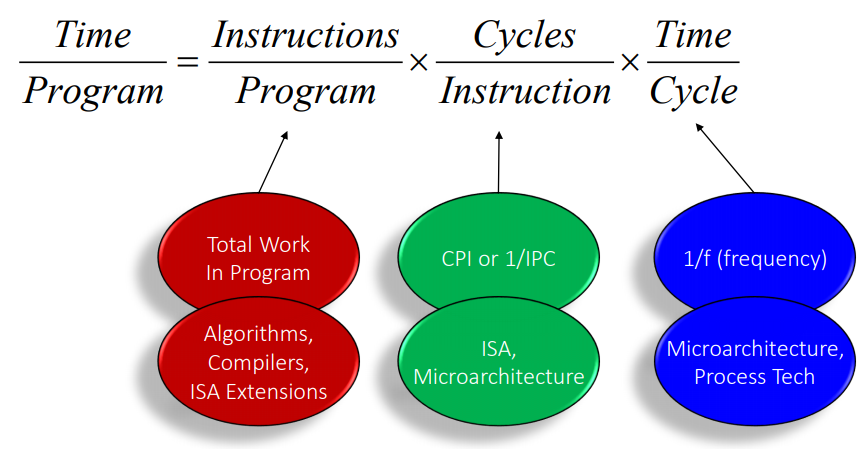 Time / Program = Instructions / Program × Cycles / Instruction × Time / Cycle
Total Work
In Program
Algorithms,
Compilers,
ISA Extensions
CPI or 1/IPC
ISA,
Microarchitecture
1/f (frequency)
Microarchitecture,
Process Tech